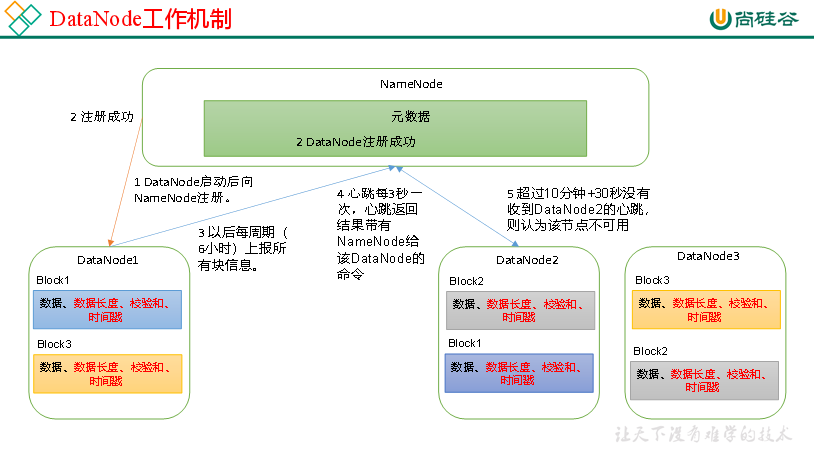 DataNode工作机制
尚硅谷
NameNode
元数据
2 DataNode注册成功
2 注册成功
1 DataNode启动后向
NameNode注册。
3 以后每周期（
6小时）上报所
有块信息。
4 心跳每3秒一
次，心跳返回
结果带有
NameNode给
该DataNode的
命令
5 超过10分钟+30秒没有
收到DataNode2的心跳，
则认为该节点不可用
DataNode1
Block1
数据、数据长度、校验和、
时间戳
Block3
数据、数据长度、校验和、
时间戳
DataNode2
Block2
数据、数据长度、校验和、
时间戳
Block1
数据、数据长度、校验和、
时间戳
DataNode3
Block3
数据、数据长度、校验和、
时间戳
Block2
数据、数据长度、校验和、
时间戳
让天下没有难学的技术